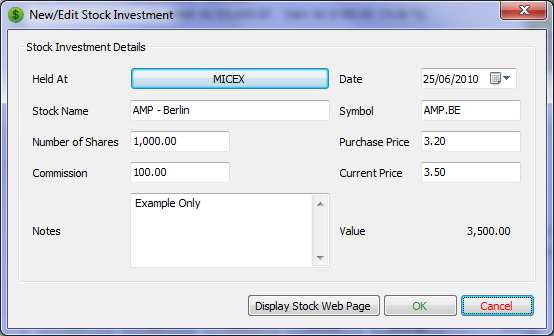 New/Edit Stock Investment
Stock Investment Details
Held At MICEX Date 25/06/2010
Stock Name AMP - Berlin Symbol AMP.BE
Number of Shares 1,000.00 Purchase Price 3.20
Commission 100.00 Current Price 3.50
Example Only
Notes Value 3,500.00
Display Stock Web Page OK Cancel